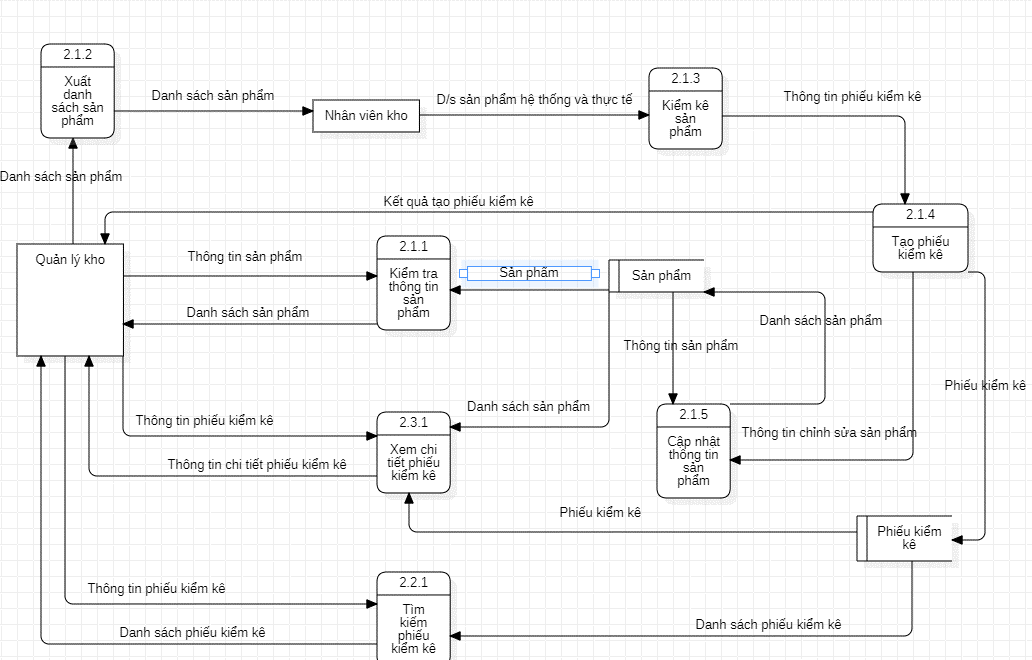 2.1.2
Xuất
danh
sách sản
phẩm
Danh sách sản phẩm
Nhân viên kho
D/s sản phẩm hệ thống và thực tế
2.1.3
Kiểm kê
sản
phẩm
Thông tin phiếu kiểm kê
Danh sách sản phẩm
Kết quả tạo phiếu kiểm kê
2.1.4
Tạo phiếu
kiểm kê
Quản lý kho
Thông tin sản phẩm
2.1.1
Kiểm tra
thông tin
sản
phẩm
Sản phẩm
Sản phẩm
Danh sách sản phẩm
Danh sách sản phẩm
Thông tin sản phẩm
Phiếu kiểm kê
Danh sách sản phẩm
Thông tin phiếu kiểm kê
2.3.1
Xem chi
tiết phiếu
kiểm kê
2.1.5
Cập nhật
thông tin
sản
phẩm
Thông tin chỉnh sửa sản phẩm
Thông tin chi tiết phiếu kiểm kê
Phiếu kiểm kê
Phiếu kiểm
kê
Thông tin phiếu kiểm kê
2.2.1
Tìm
kiếm
phiếu
kiểm kê
Danh sách phiếu kiểm kê
Danh sách phiếu kiểm kê